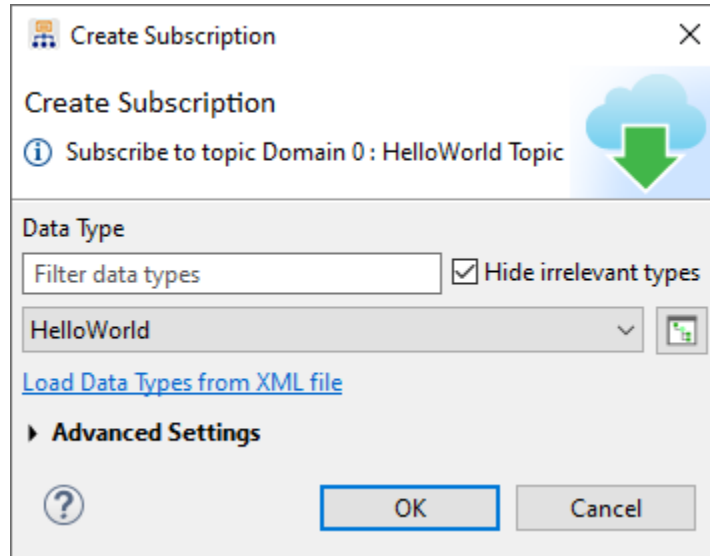 Create Subscription
Create Subscription
Subscribe to topic Domain 0 : HelloWorld Topic
Data Type
Filter data types
Hide irrelevant types
HelloWorld
Load Data Types from XML file
Advanced Settings
OK Cancel